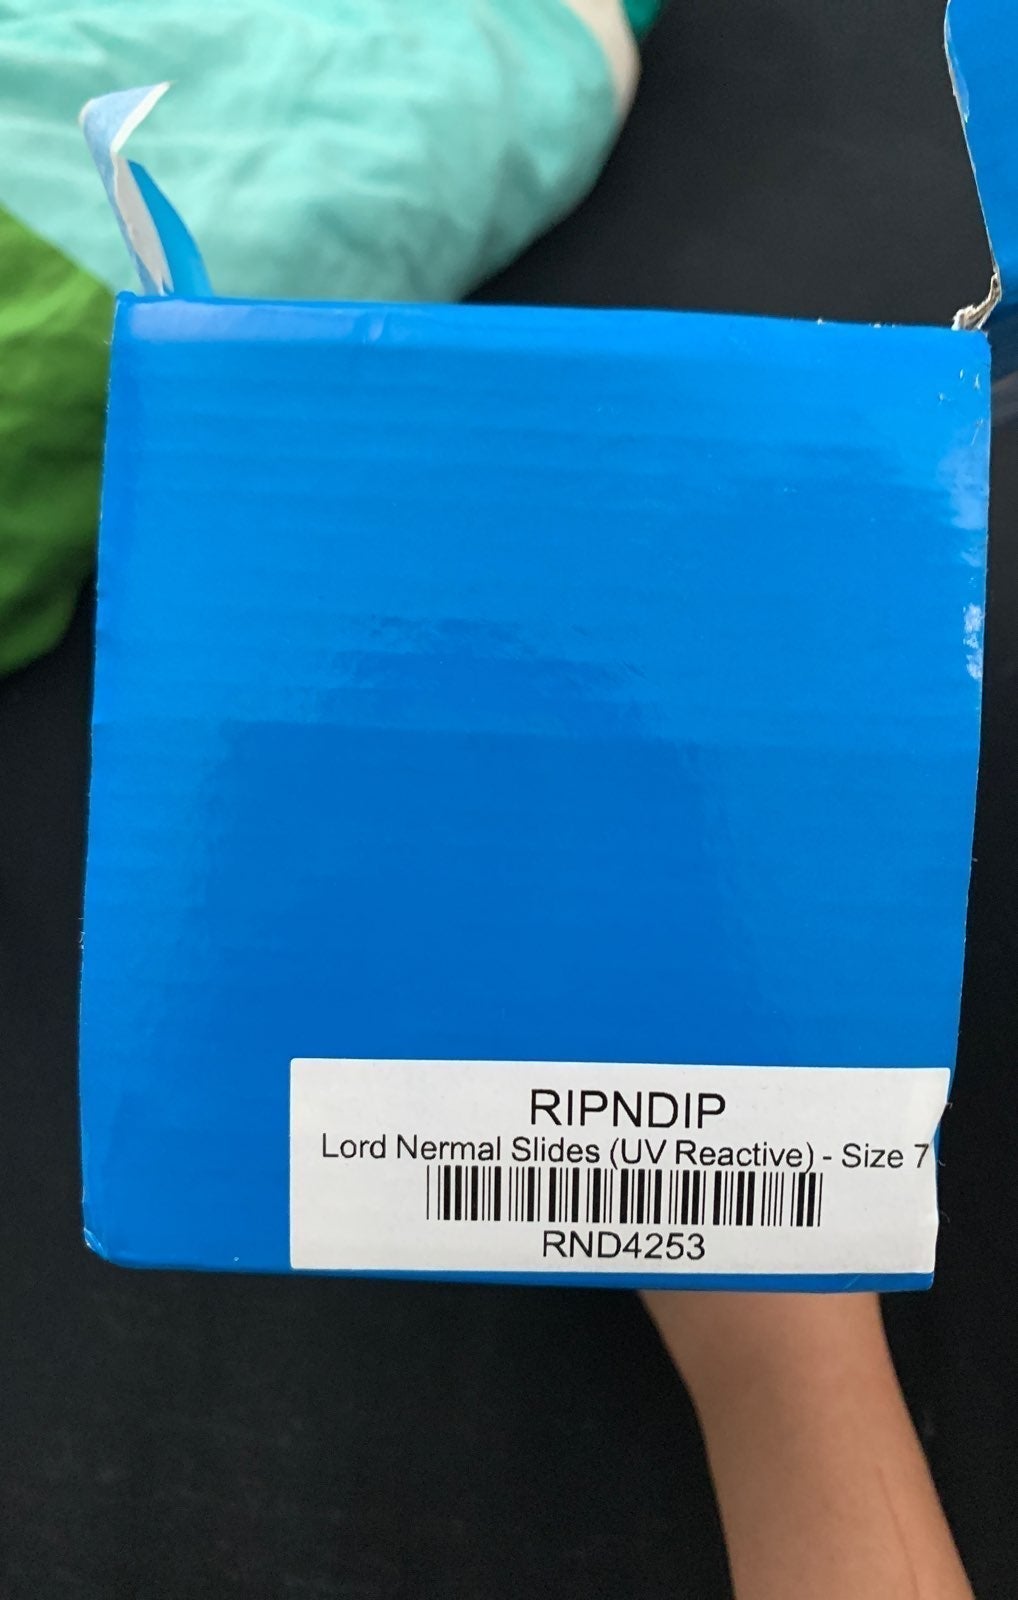 RIPNDIP
Lord Nermal Slides (UV Reactive) - Size 7
RND4253